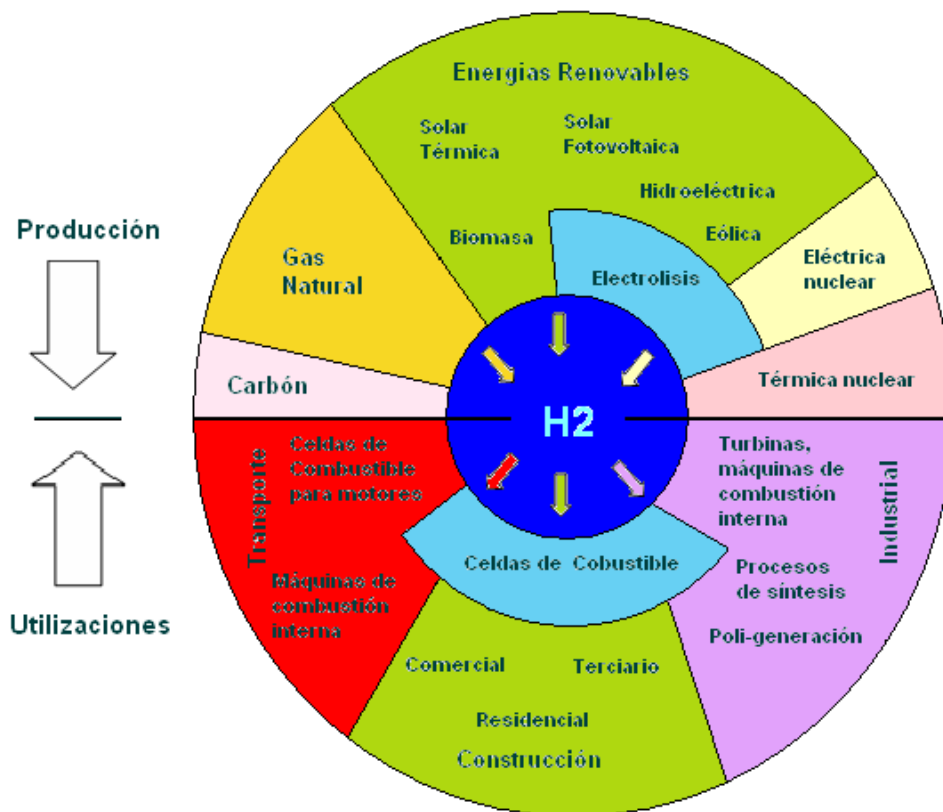 Energias Renovables
Solar
Térmica
Solar
Fotovoltaica
Hidroeléctrica
Biomasa
Eólica
Electrolisis
Producción
Gas
Natural
Eléctrica
nuclear
Carbón
Térmica nuclear
H2
Celdas de
Combustible
para motores
Transporte
Máquinas de
combustión
interna
Turbinas,
máquinas de
combustión
interna
Industrial
Procesos
de síntesis
Poli-generación
Celdas de Cobustible
Utilizaciones
Comercial
Terciario
Residencial
Construcción